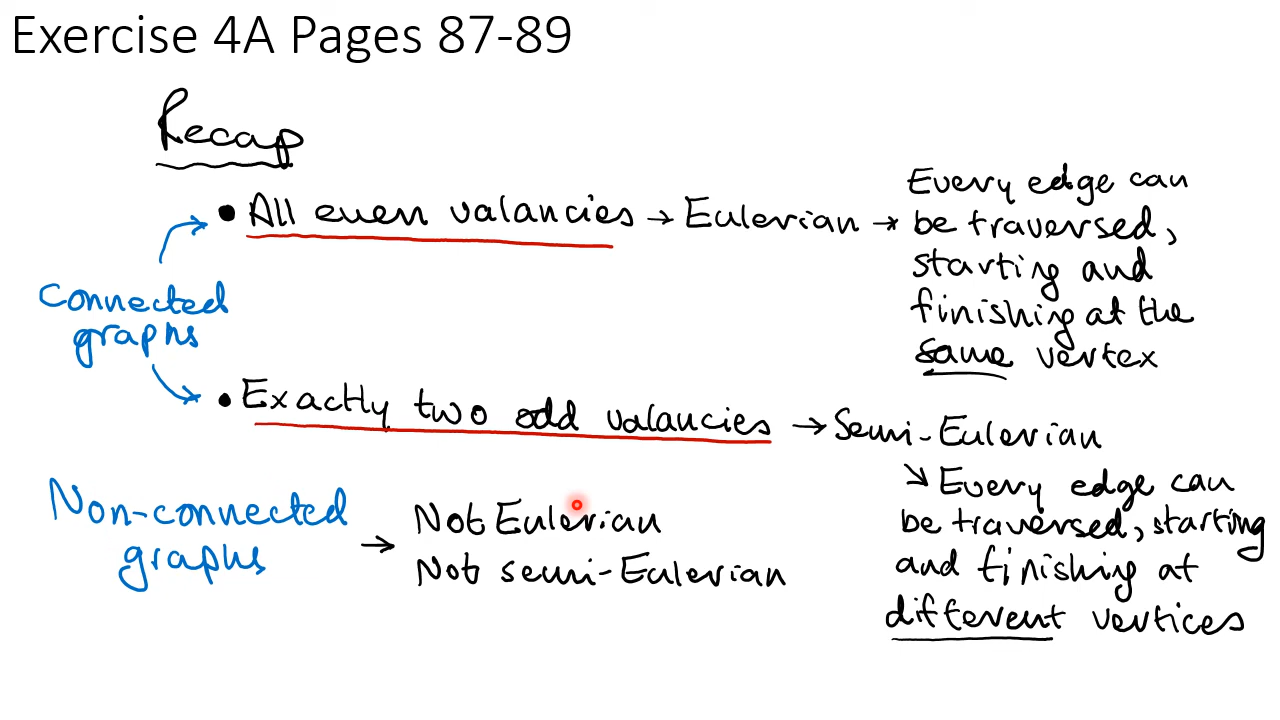 Exercise 4A Pages 87-89
Recap
• All even valancies → Eulerian →
Every edge can
be traversed,
starting and
finishing at the
same vertex
Connected
graphs
• Exactly two odd valancies → Semi-Eulerian
Every edge can
be traversed, starting
and finishing at
different vertices
Non-connected
graphs →
Not Eulerian
Not semi-Eulerian